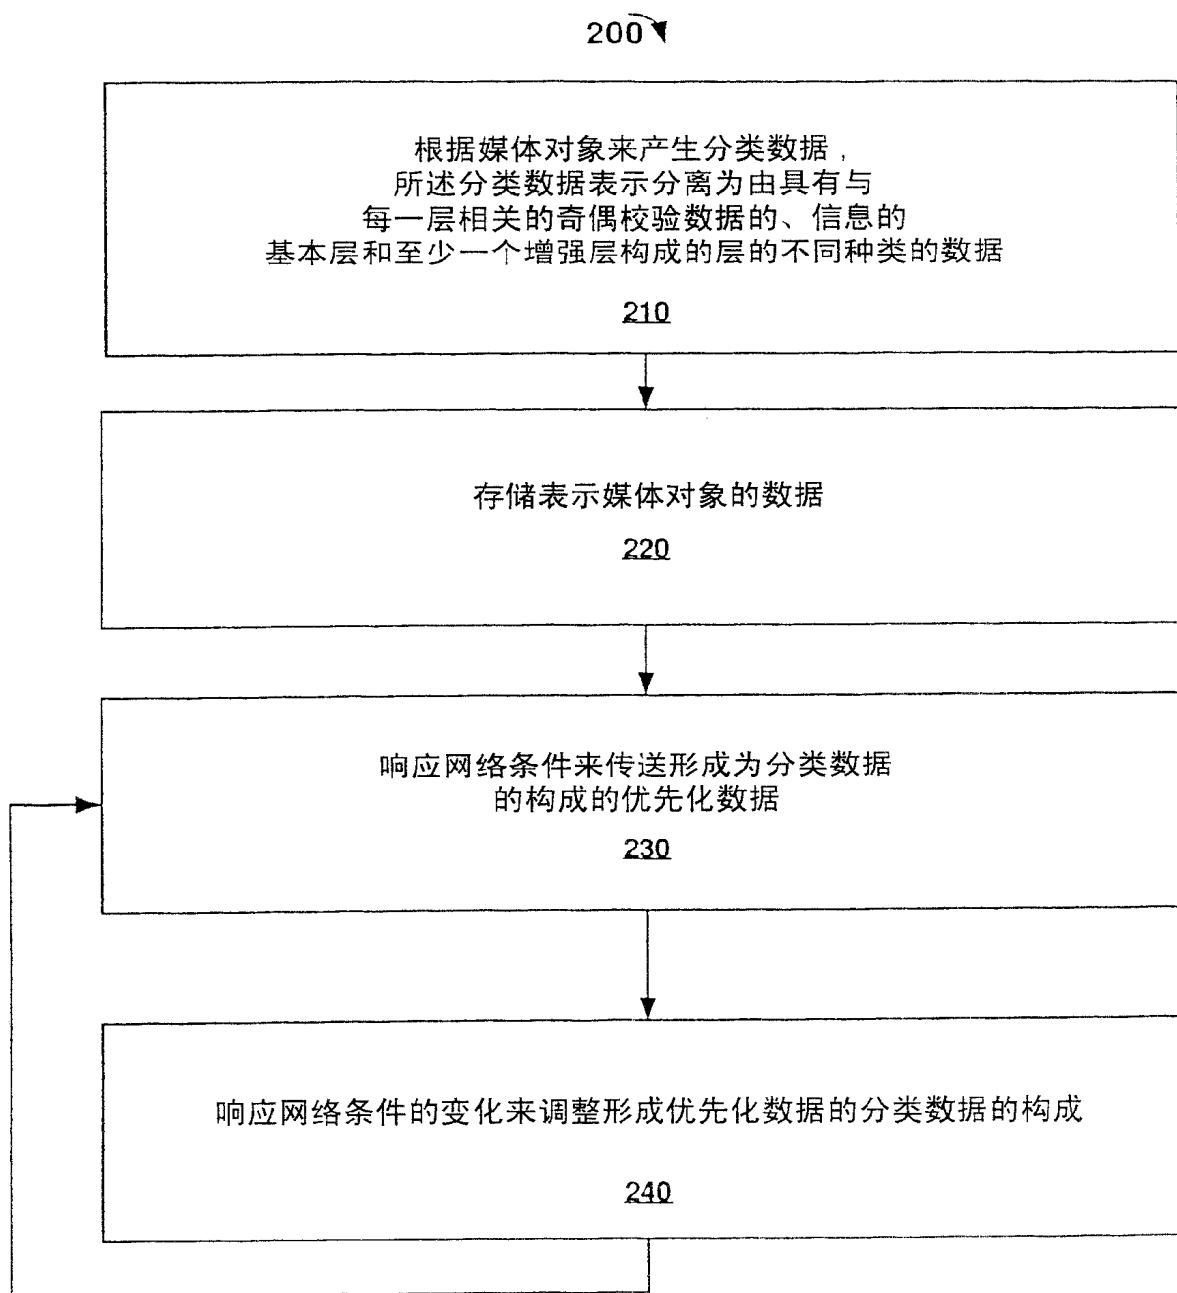 200
根据媒体对象来产生分类数据,
所述分类数据表示分离为由具有与
每一层相关的奇偶校验数据的、信息的
基本层和至少一个增强层构成的层的不同种类的数据
210
存储表示媒体对象的数据
220
响应网络条件来传送形成为分类数据
的构成的优先化数据
230
响应网络条件的变化来调整形成优先化数据的分类数据的构成
240